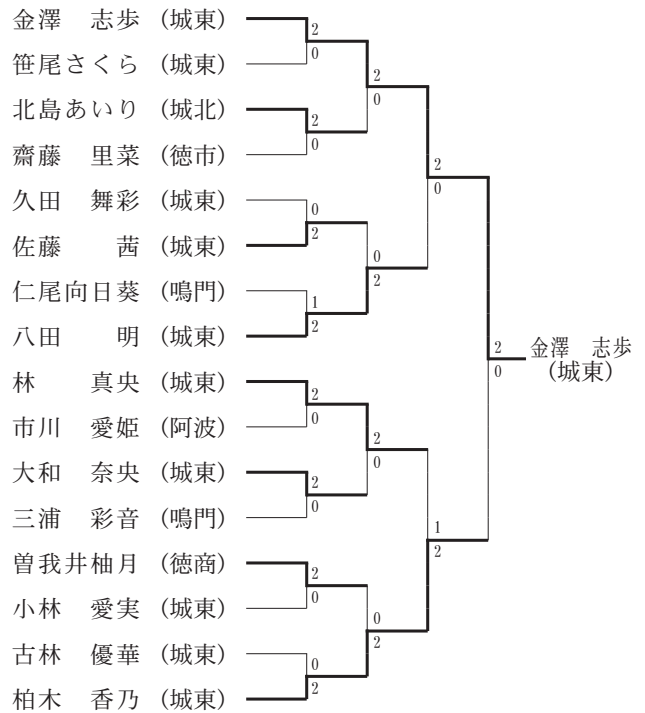 金澤　志歩（城東）
笹尾さくら（城東）
北島あいり（城北）
齋藤　里菜（徳市）
久田　舞彩（城東）
佐藤　　茜（城東）
仁尾向日葵（鳴門）
八田　　明（城東）
林　　真央（城東）
市川　愛姫（阿波）
大和　奈央（城東）
三浦　彩音（鳴門）
曽我井柚月（徳商）
小林　愛実（城東）
古林　優華（城東）
柏木　香乃（城東）
2
0
2
0
0
2
1
2
2
0
2
0
2
0
0
2
2
0
0
2
2
0
0
2
2
0
1
2
2
0
金澤　志歩
（城東）